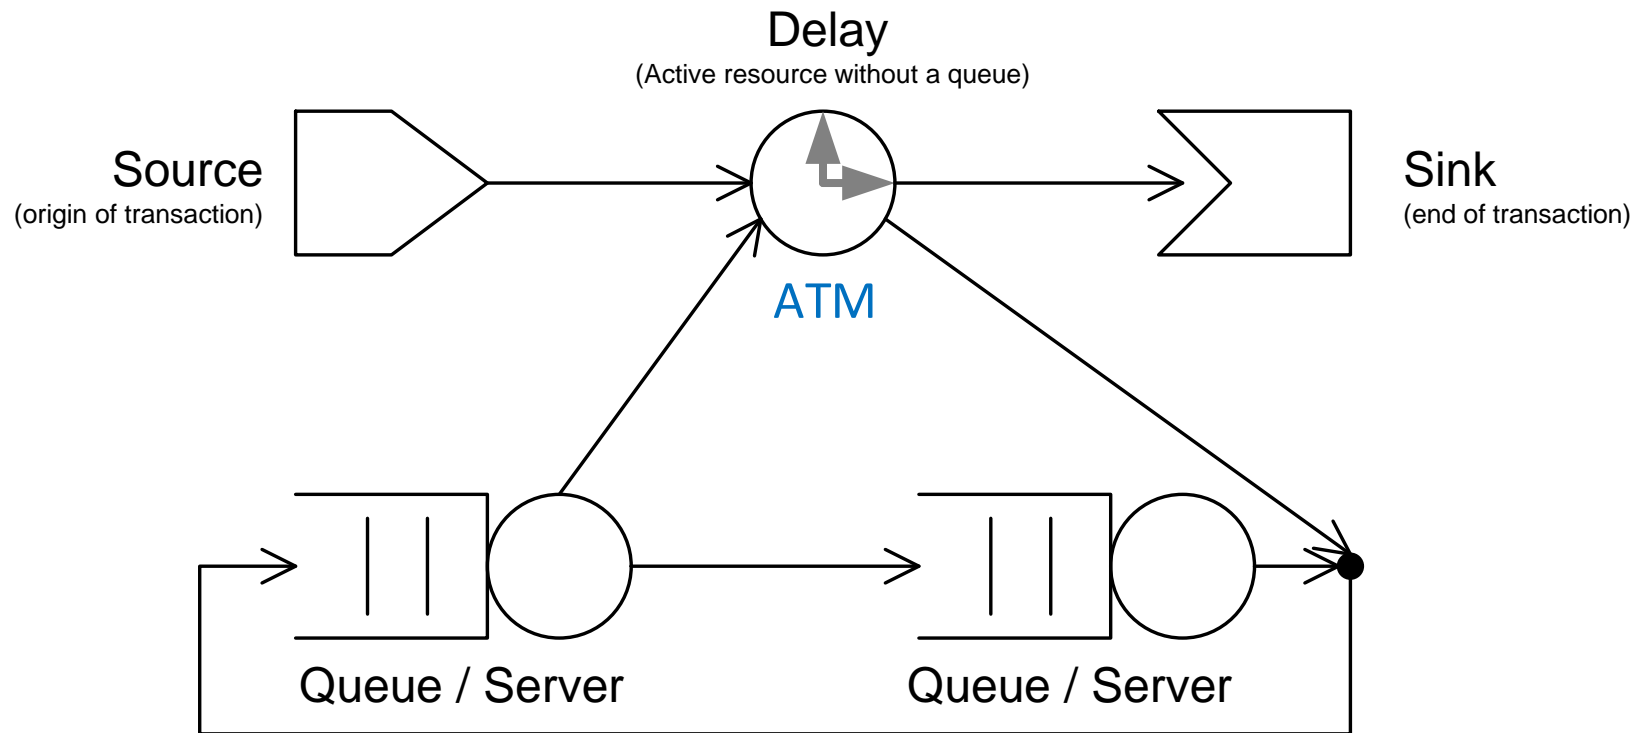 Delay
(Active resource without a queue)
Source
(origin of transaction)
Sink
(end of transaction)
ATM
Queue / Server
Queue / Server